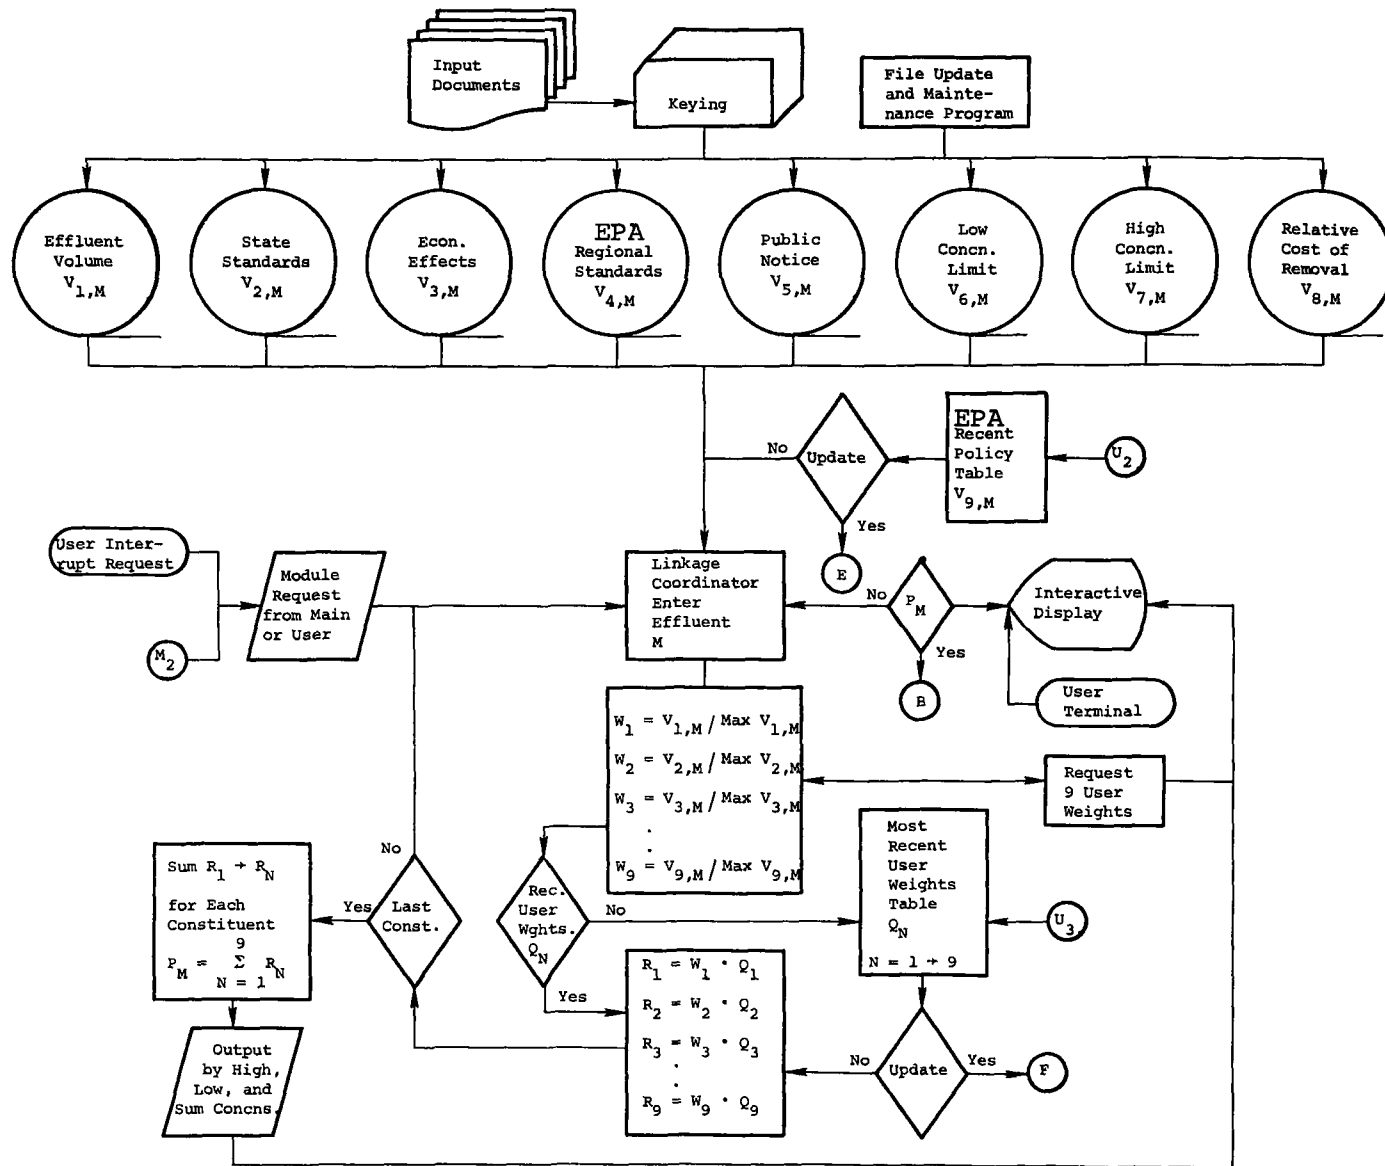 Input
Documents
Keying
File Update
and Mainte-
nance Program
Effluent
Volume
V1,M
State
Standards
V2,M
Econ.
Effects
V3,M
EPA
Regional
Standards
V4,M
Public
Notice
V5,M
Low
Concn.
Limit
V6,M
High
Concn.
Limit
V7,M
Relative
Cost of
Removal
V8,M
No
Update
Yes
E
EPA
Recent
Policy
Table
V9,M
U2
User Inter-
rupt Request
M2
Module
Request
from Main
or User
Linkage
Coordinator
Enter
Effluent
M
No
PM
Yes
B
Interactive
Display
User
Terminal
W1 = V1,M / Max V1,M
W2 = V2,M / Max V2,M
W3 = V3,M / Max V3,M
.
.
W9 = V9,M / Max V9,M
Request
9 User
Weights
Rec.
User
Wghts.
QN
No
Yes
Most
Recent
User
Weights
Table
QN
N = 1 → 9
U3
Update
No
Yes
F
R1 = W1 · Q1
R2 = W2 · Q2
R3 = W3 · Q3
.
.
R9 = W9 · Q9
No
Last
Const.
Yes
Sum R1 → RN
for Each
Constituent
9
PM = Σ RN
N = 1
Output
by High,
Low, and
Sum Concns.